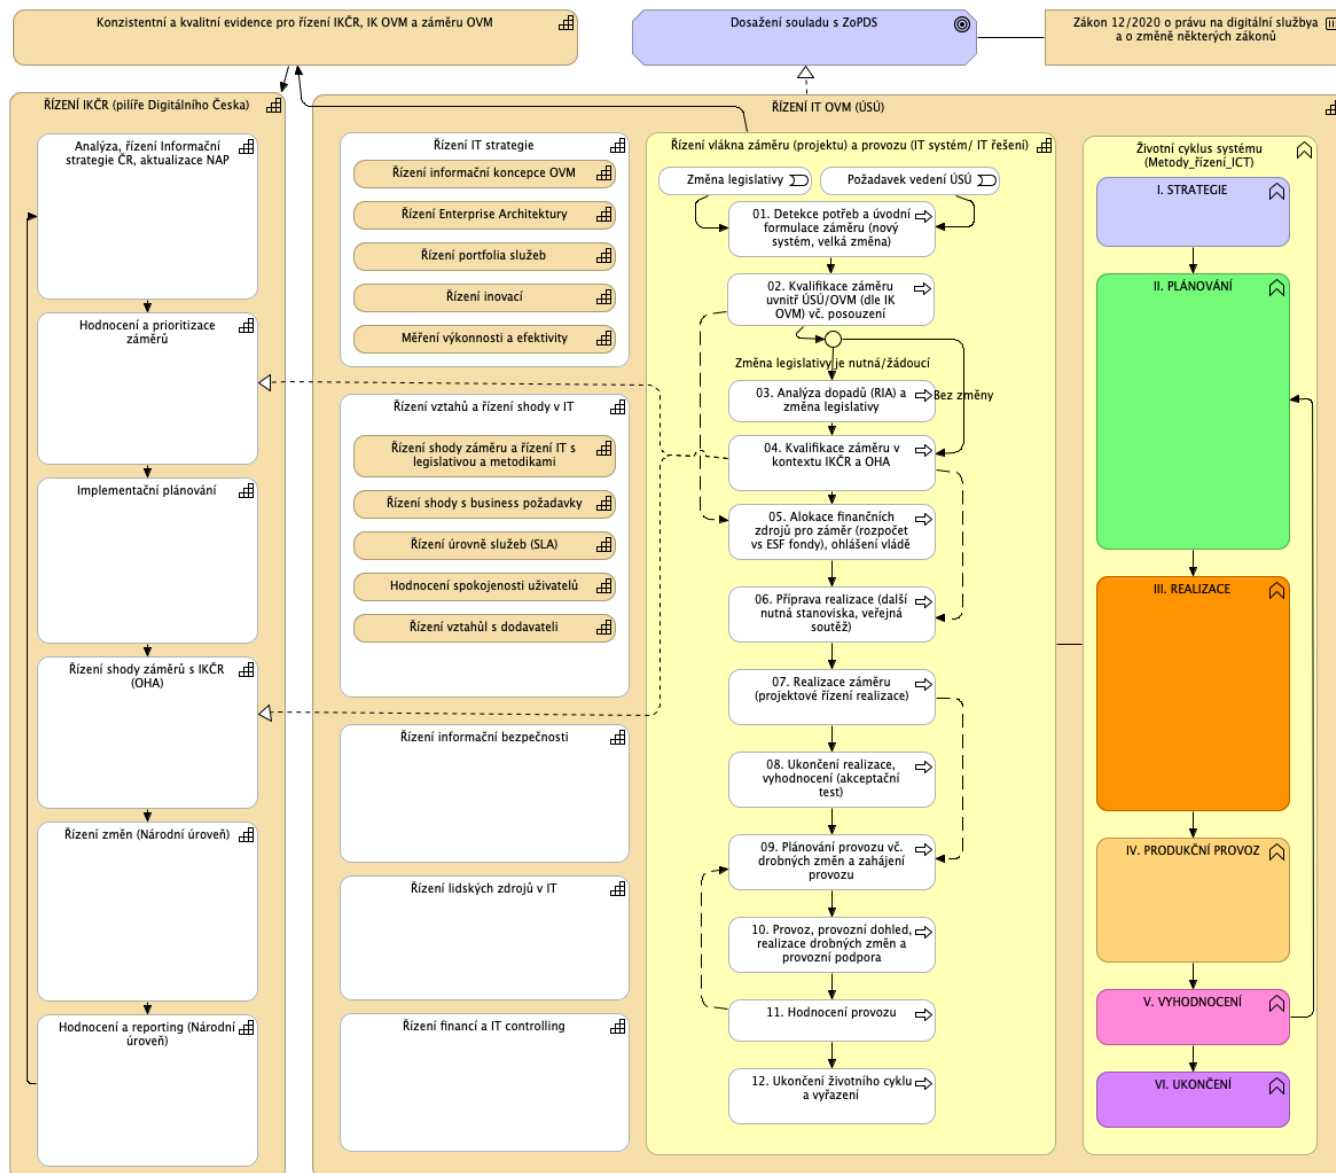 Konzistentní a kvalitní evidence pro řízení IKČR, IK OVM a záměru OVM
Dosažení souladu s ZoPDS
Zákon 12/2020 o právu na digitální službya
a o změně některých zákonů
ŘÍZENÍ IKČR (pilíře Digitálního Česka)
Analýza, řízení Informační
strategie ČR, aktualizace NAP
Hodnocení a prioritizace
záměrů
Implementační plánování
Řízení shody záměrů s IKČR
(OHA)
Řízení změn (Národní úroveň)
Hodnocení a reporting (Národní
úroveň)
ŘÍZENÍ IT OVM (ÚSÚ)
Řízení IT strategie
Řízení informační koncepce OVM
Řízení Enterprise Architektury
Řízení portfolia služeb
Řízení inovací
Měření výkonnosti a efektivity
Řízení vztahů a řízení shody v IT
Řízení shody záměru a řízení IT s
legislativou a metodikami
Řízení shody s business požadavky
Řízení úrovně služeb (SLA)
Hodnocení spokojenosti uživatelů
Řízení vztahůl s dodavateli
Řízení informační bezpečnosti
Řízení lidských zdrojů v IT
Řízení financí a IT controlling
Řízení vlákna záměru (projektu) a provozu (IT systém/ IT řešení)
Změna legislativy
Požadavek vedení ÚSÚ
01. Detekce potřeb a úvodní
formulace záměru (nový
systém, velká změna)
02. Kvalifikace záměru
uvnitř ÚSÚ/OVM (dle IK
OVM) vč. posouzení
Změna legislativy je nutná/žádoucí
03. Analýza dopadů (RIA) a
změna legislativy
Bez změny
04. Kvalifikace záměru v
kontextu IKČR a OHA
05. Alokace finančních
zdrojů pro záměr (rozpočet
vs ESF fondy), ohlášení vládě
06. Příprava realizace (další
nutná stanoviska, veřejná
soutěž)
07. Realizace záměru
(projektové řízení realizace)
08. Ukončení realizace,
vyhodnocení (akceptační
test)
09. Plánování provozu vč.
drobných změn a zahájení
provozu
10. Provoz, provozní dohled,
realizace drobných změn a
provozní podpora
11. Hodnocení provozu
12. Ukončení životního cyklu
a vyřazení
Životní cyklus systému
(Metody_řízení_ICT)
I. STRATEGIE
II. PLÁNOVÁNÍ
III. REALIZACE
IV. PRODUKČNÍ PROVOZ
V. VYHODNOCENÍ
VI. UKONČENÍ